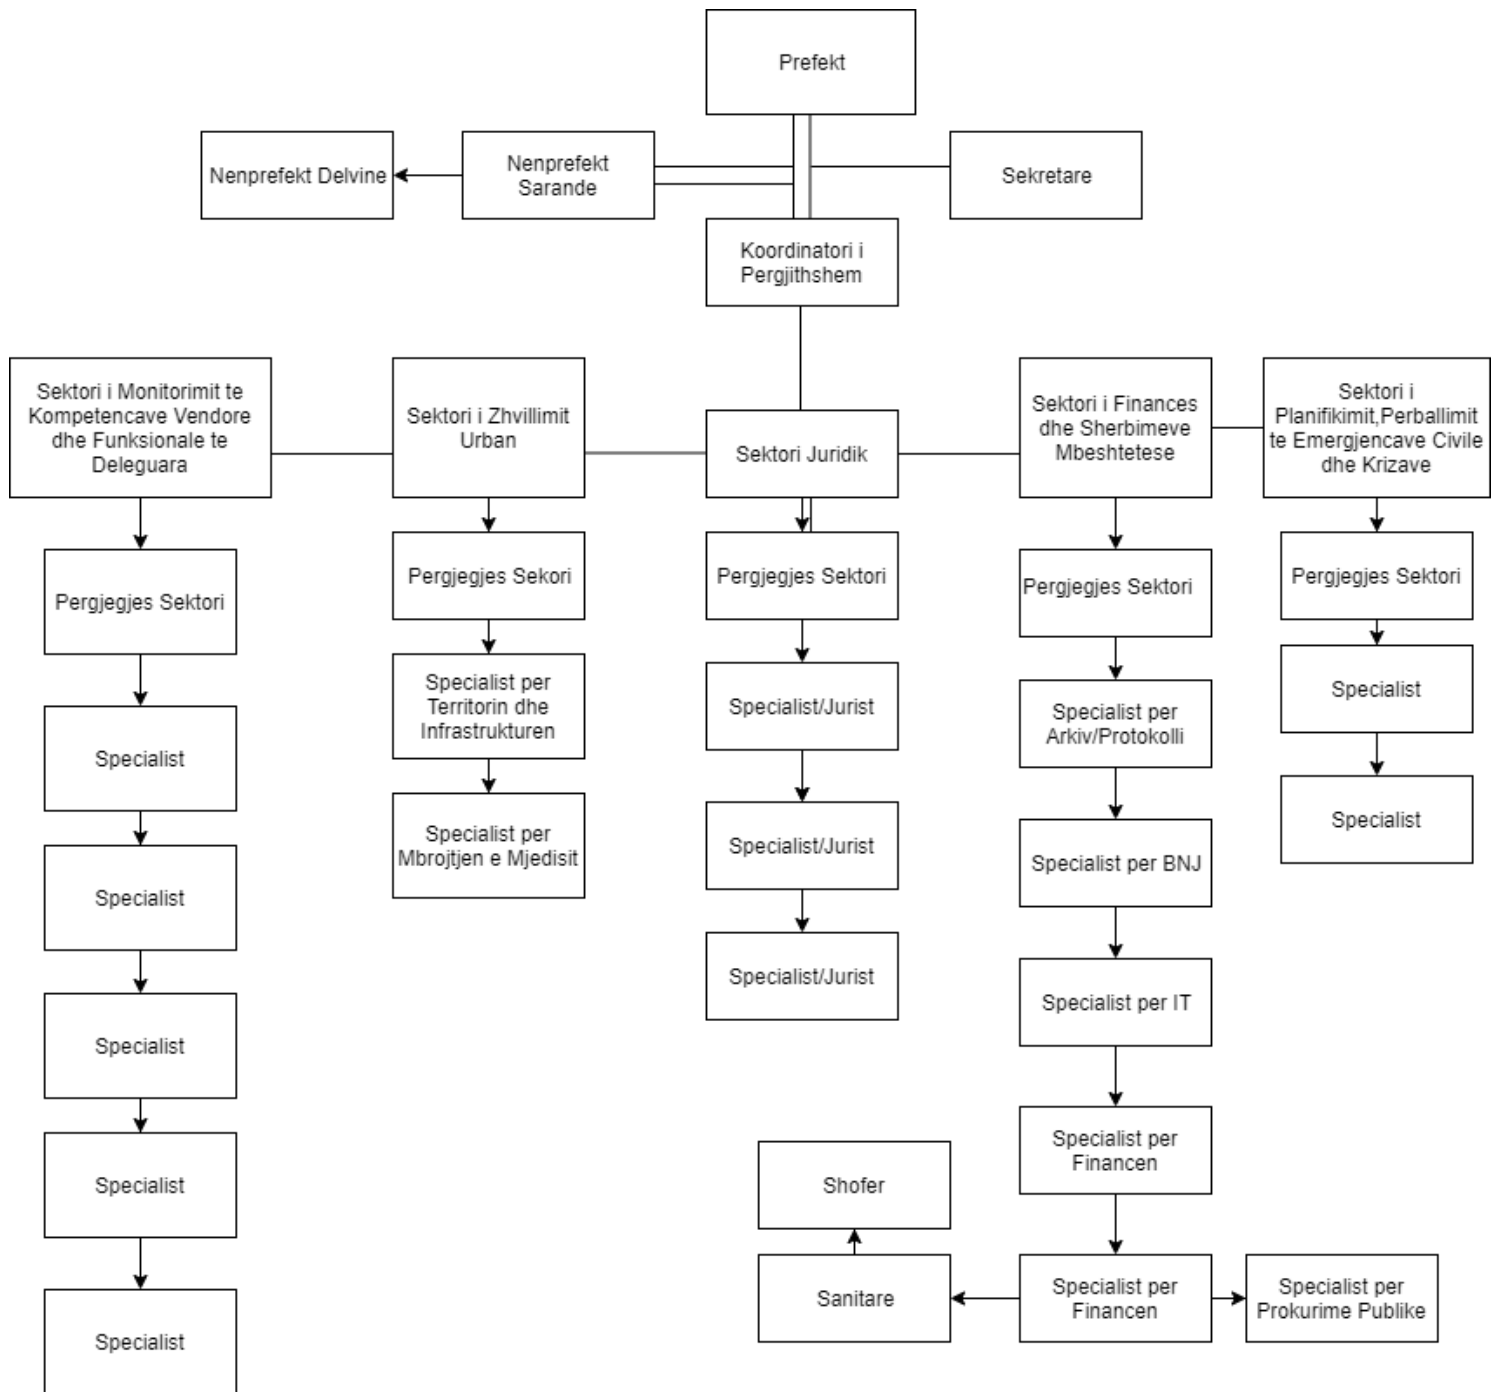 Prefekt
Nenprefekt Delvine
Nenprefekt
Sarande
Sekretare
Koordinatori i
Pergjithshem
Sektori i Monitorimit te
Kompetencave Vendore
dhe Funksionale te
Deleguara
Sektori i Zhvillimit
Urban
Sektori Juridik
Sektori i Finances
dhe Sherbimeve
Mbeshtetese
Sektori i
Planifikimit,Perballimit
te Emergjencave Civile
dhe Krizave
Pergjegjes Sektori
Specialist
Specialist
Specialist
Specialist
Specialist
Pergjegjes Sekori
Specialist per
Territorin dhe
Infrastrukturen
Specialist per
Mbrojtjen e Mjedisit
Pergjegjes Sektori
Specialist/Jurist
Specialist/Jurist
Specialist/Jurist
Pergjegjes Sektori
Specialist per
Arkiv/Protokolli
Specialist per BNJ
Specialist per IT
Specialist per
Financen
Specialist per
Financen
Shofer
Sanitare
Specialist per
Prokurime Publike
Pergjegjes Sektori
Specialist
Specialist